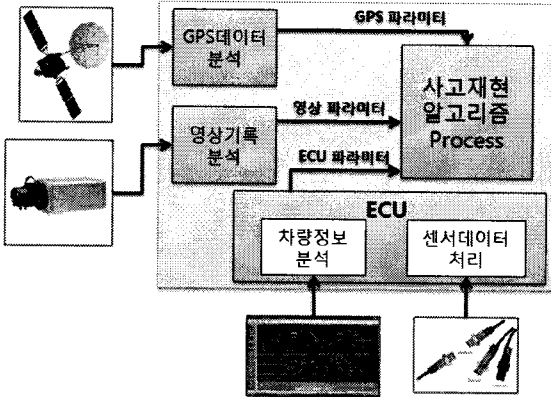 GPS 파라미터
GPS데이터
분석
사고재현
알고리즘
Process
영상 파라미터
영상기록
분석
ECU 파라미터
ECU
차량정보
분석
센서데이터
처리